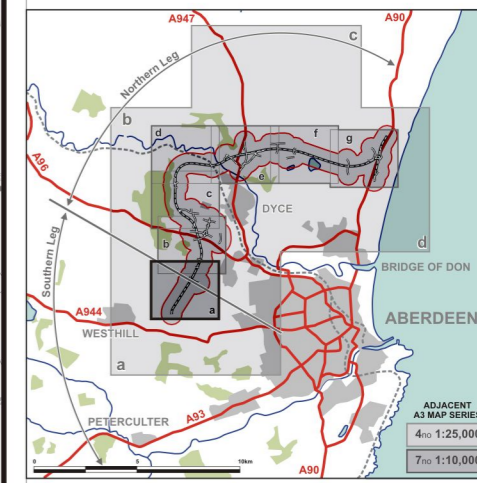 A947
A90
c
Northern Leg
b
d
f
g
A96
e
c
DYCE
d
Southern Leg
b
BRIDGE OF DON
a
A944
ABERDEEN
WESTHILL
a
ADJACENT
A3 MAP SERIES
PETERCULTER
A93
4no 1:25,000
7no 1:10,000
0 5 10km
A90